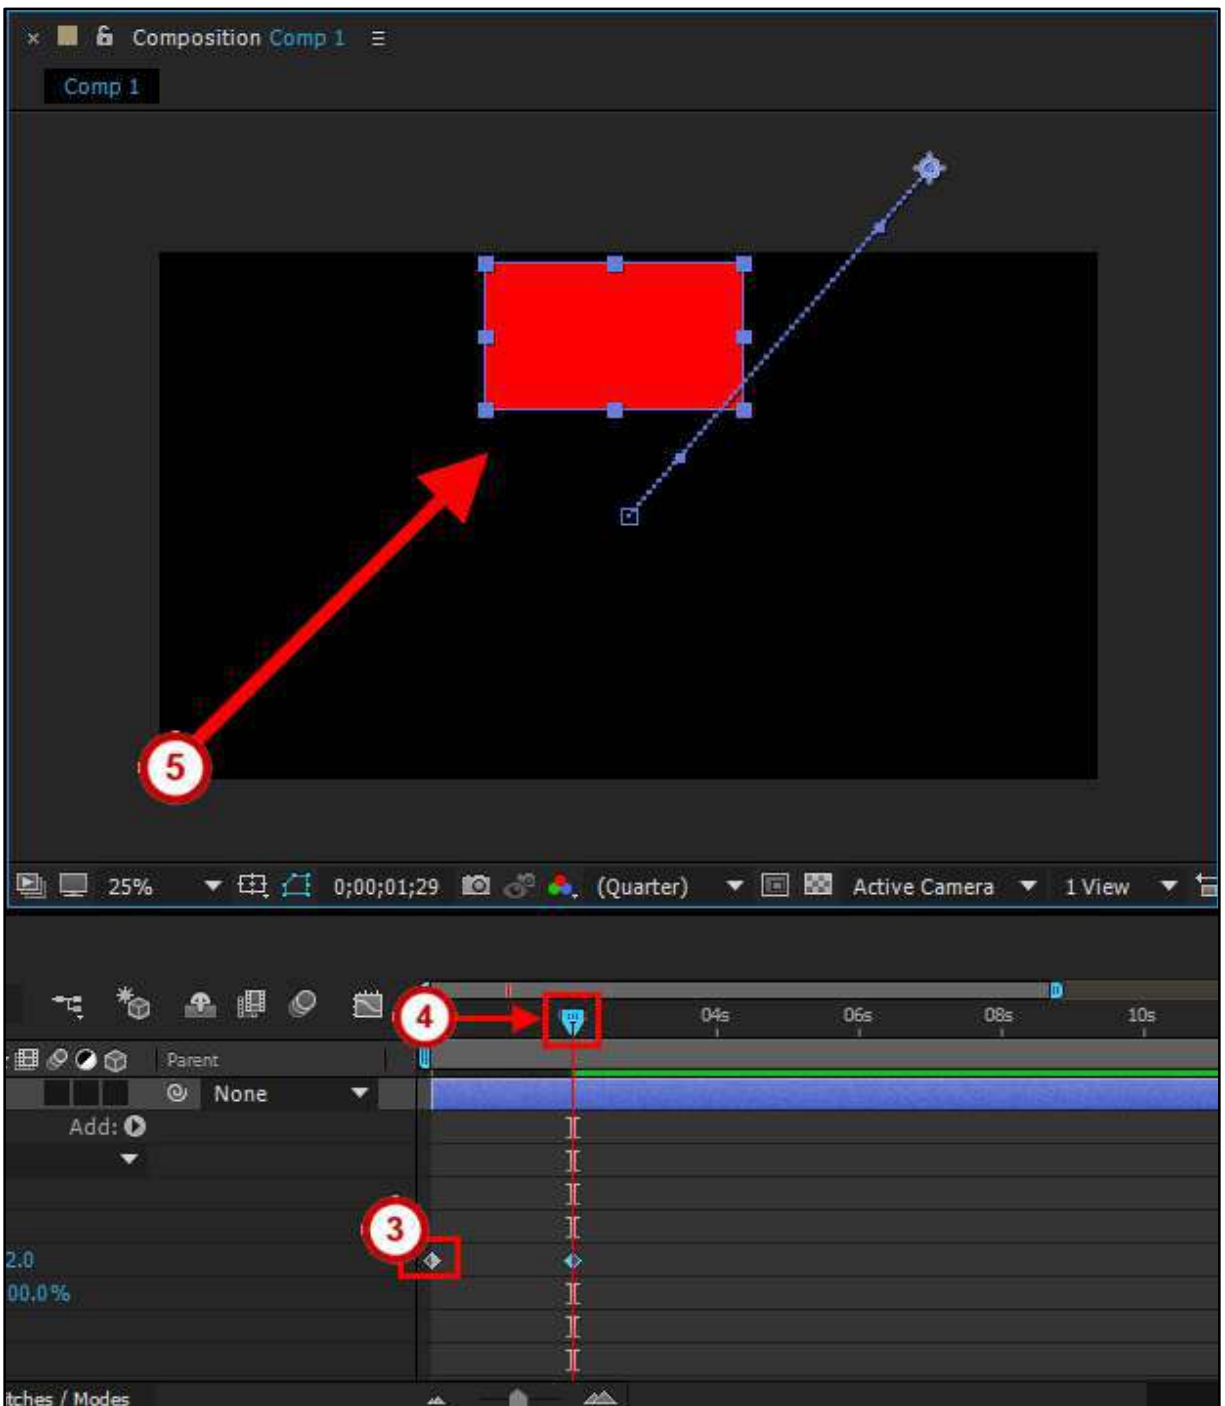 × Composition Comp 1
Comp 1
5
25% 0;00;01;29 (Quarter) Active Camera 1 View
4
04s 06s 08s 10s
Parent
None
Add:
3
2.0
00.0%
tches / Modes